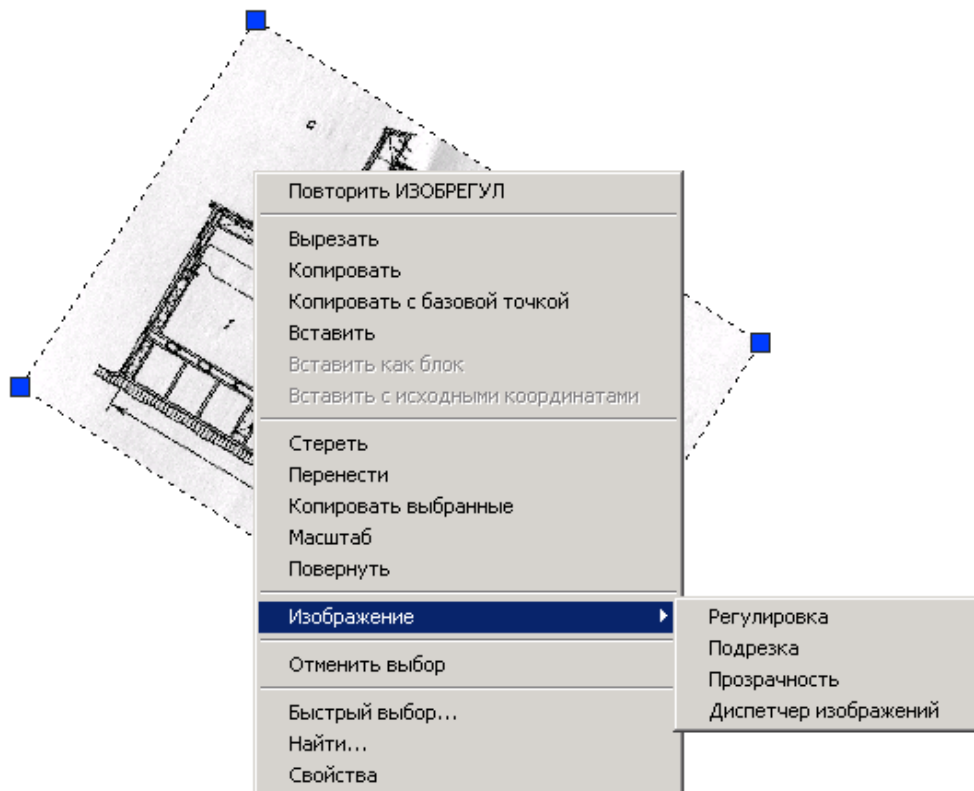 Повторить ИЗОБРЕГУЛ
Вырезать
Копировать
Копировать с базовой точкой
Вставить
Вставить как блок
Вставить с исходными координатами
Стереть
Перенести
Копировать выбранные
Масштаб
Повернуть
Изображение
Регулировка
Подрезка
Прозрачность
Диспетчер изображений
Отменить выбор
Быстрый выбор...
Найти...
Свойства